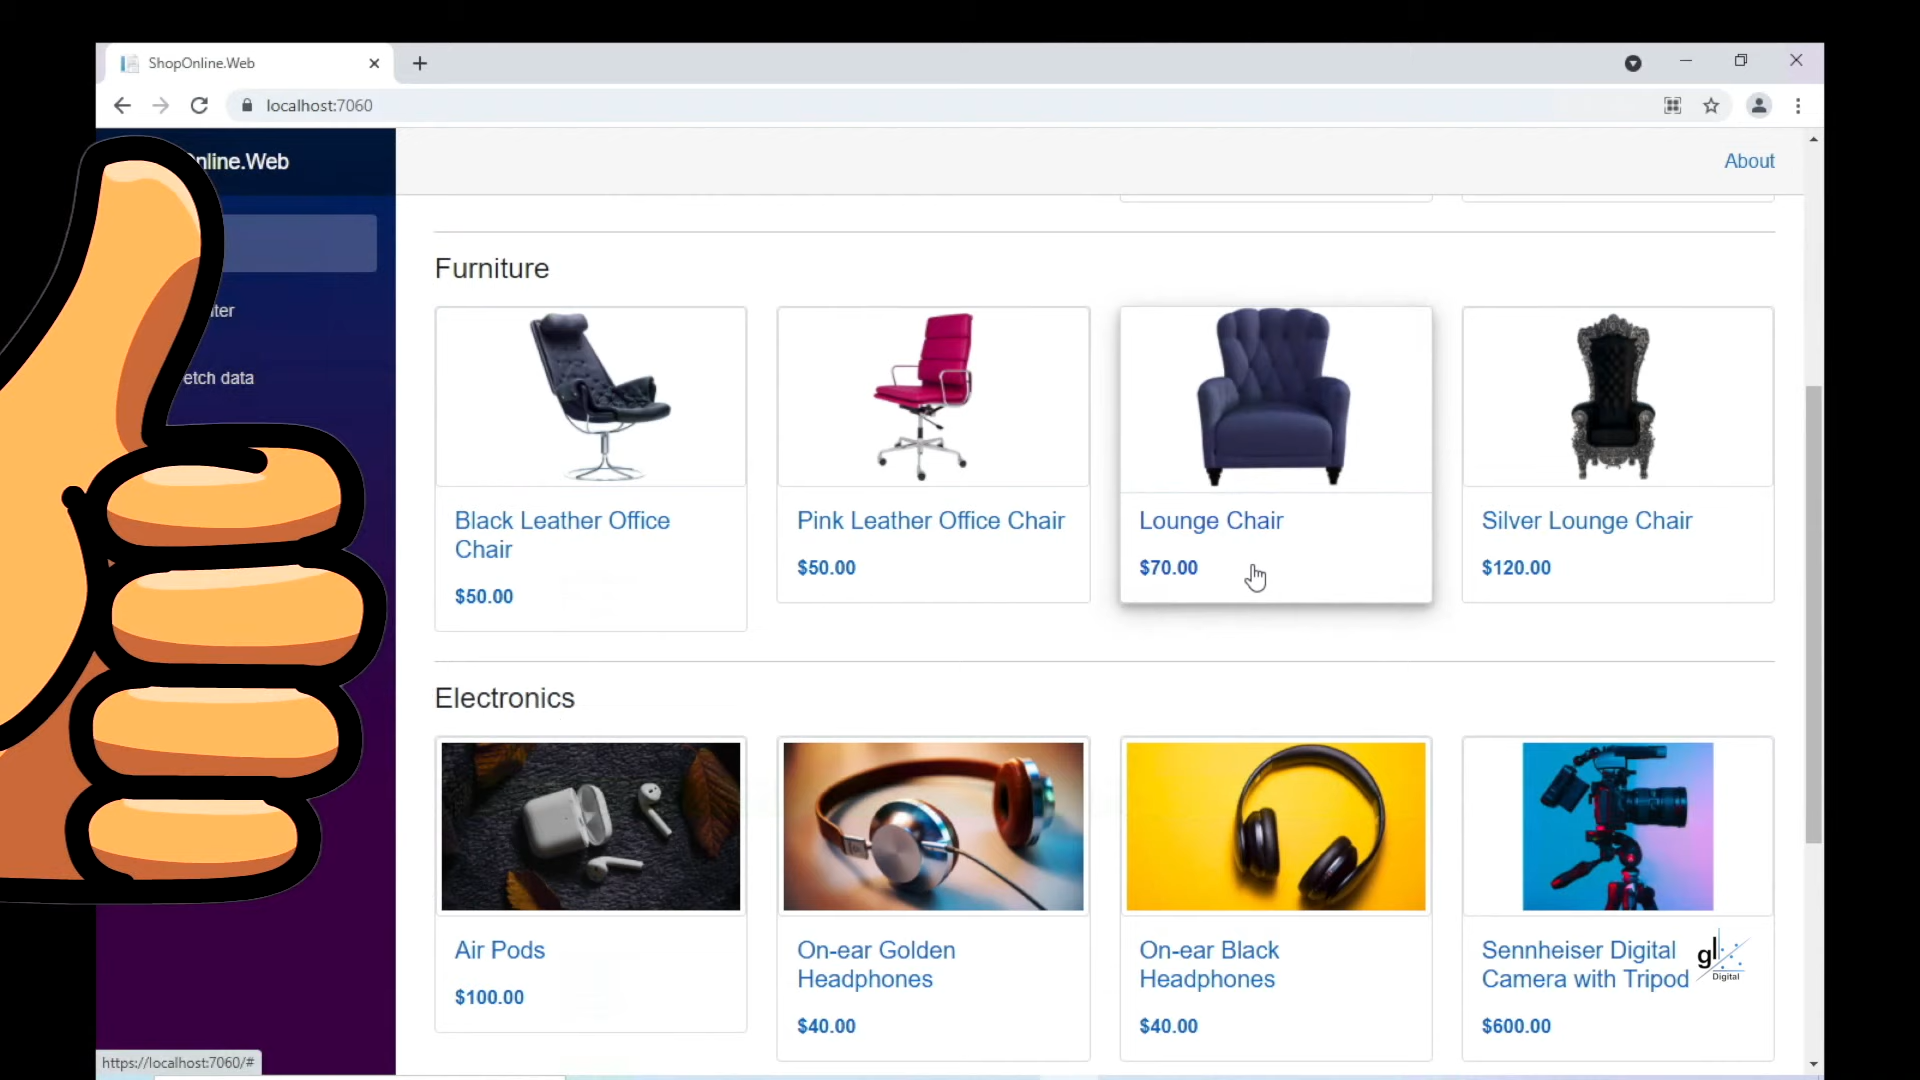 ShopOnline.Web
localhost:7060
nline.Web
About
ter
etch data
Furniture
Black Leather Office
Chair
$50.00
Pink Leather Office Chair
$50.00
Lounge Chair
$70.00
Silver Lounge Chair
$120.00
Electronics
Air Pods
$100.00
On-ear Golden
Headphones
$40.00
On-ear Black
Headphones
$40.00
Sennheiser Digital
Camera with Tripod
$600.00
gl
Digital
https://localhost:7060/#